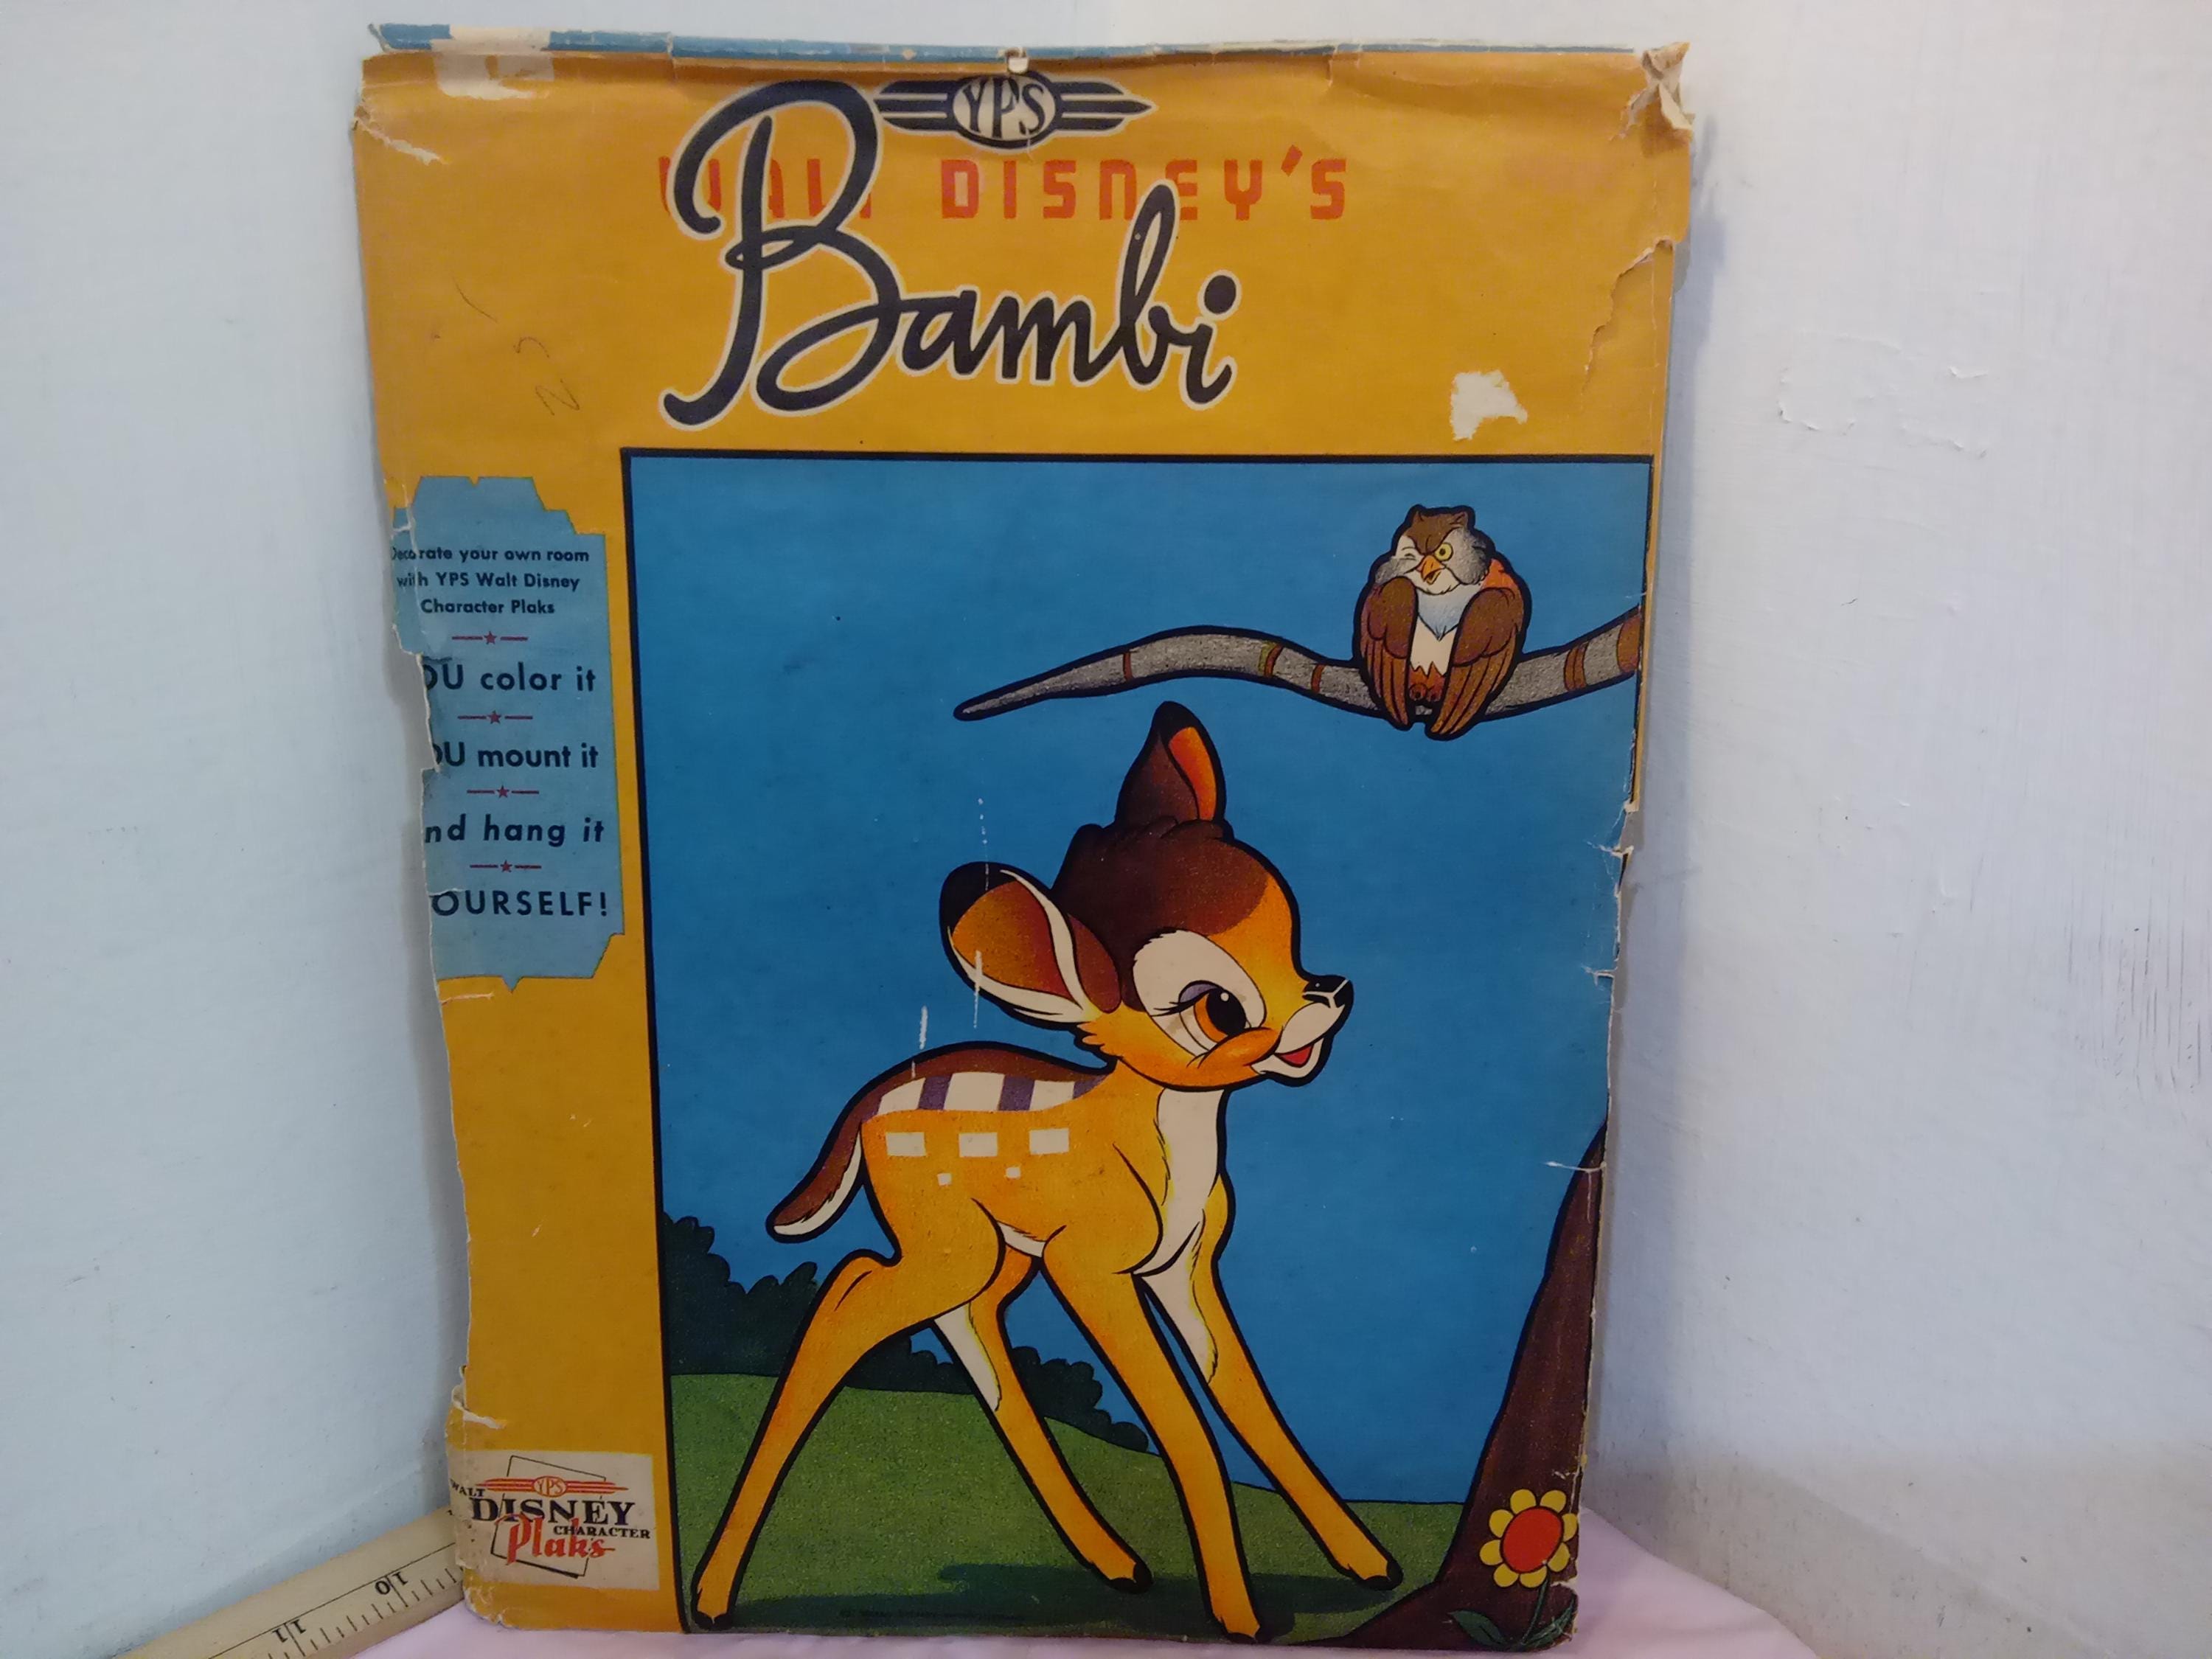 YPS
WALT DISNEY'S
Bambi
Decorate your own room
with YPS Walt Disney
Character Plaks
OU color it
OU mount it
nd hang it
OURSELF!
YPS
WALT
DISNEY
CHARACTER
Plaks
10
11